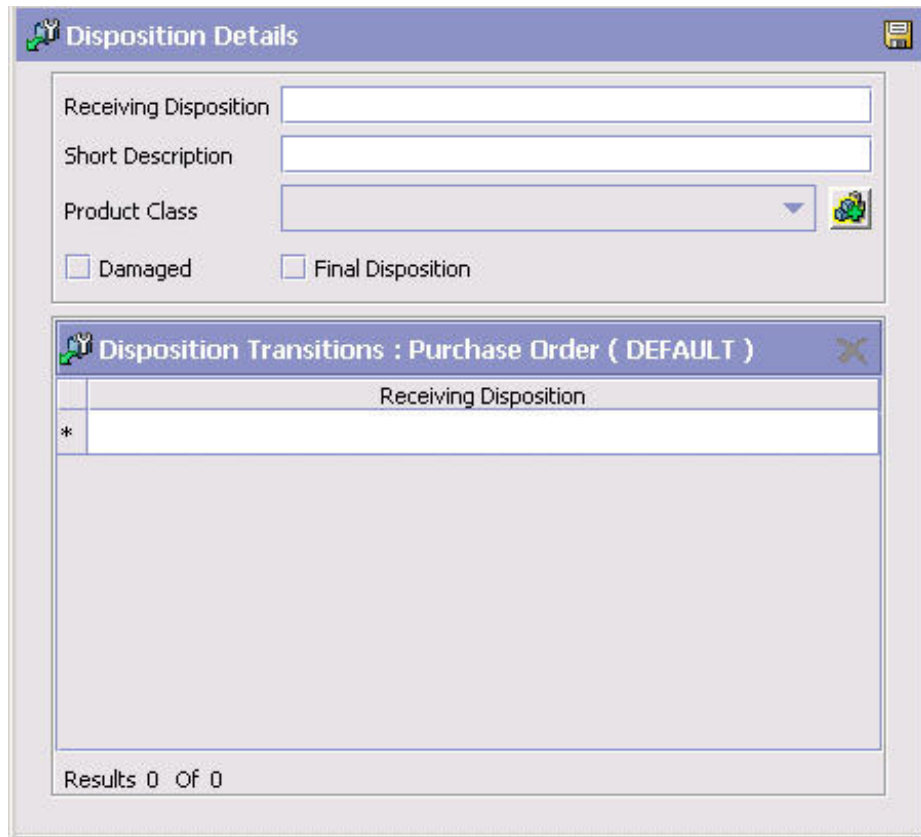 Disposition Details
Receiving Disposition
Short Description
Product Class
Damaged Final Disposition
Disposition Transitions : Purchase Order ( DEFAULT )
Receiving Disposition
*
Results 0 Of 0